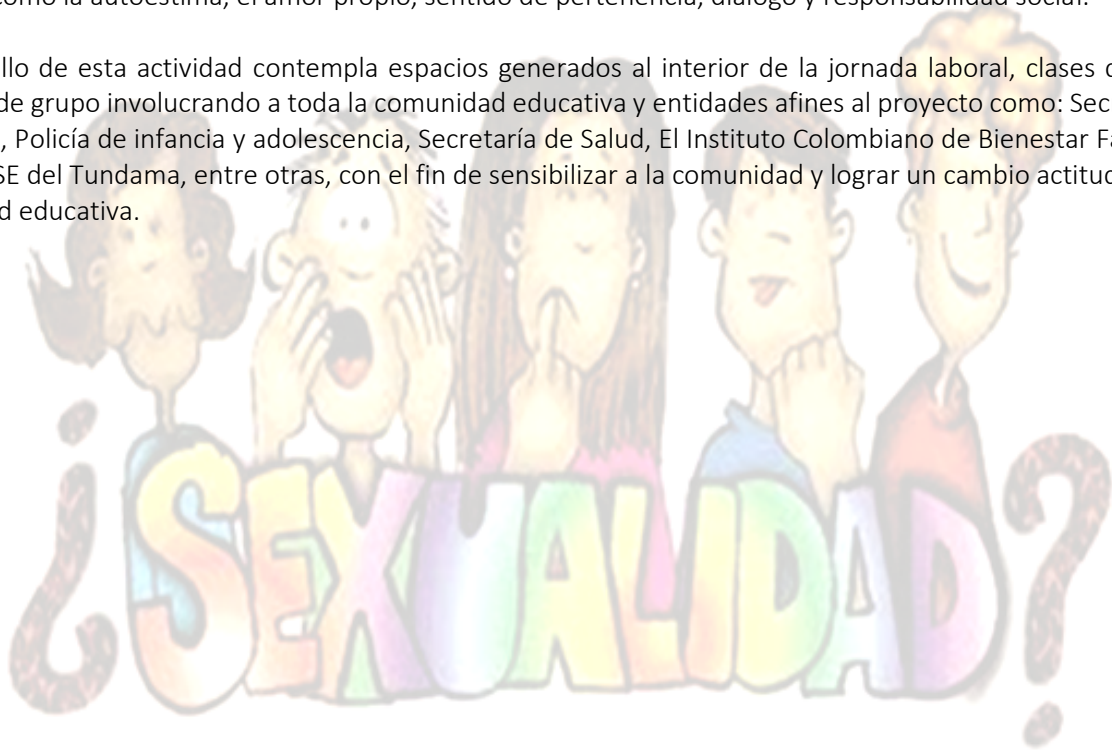 como la autoestima, el amor propio, sentido de pertenencia, diálogo y responsabilidad social.
llo de esta actividad contempla espacios generados al interior de la jornada laboral, clases
de grupo involucrando a toda la comunidad educativa y entidades afines al proyecto como: Sec
, Policía de infancia y adolescencia, Secretaría de Salud, El Instituto Colombiano de Bienestar Fa
SE del Tundama, entre otras, con el fin de sensibilizar a la comunidad y lograr un cambio actitud
d educativa.
¿SEXUALIDAD?